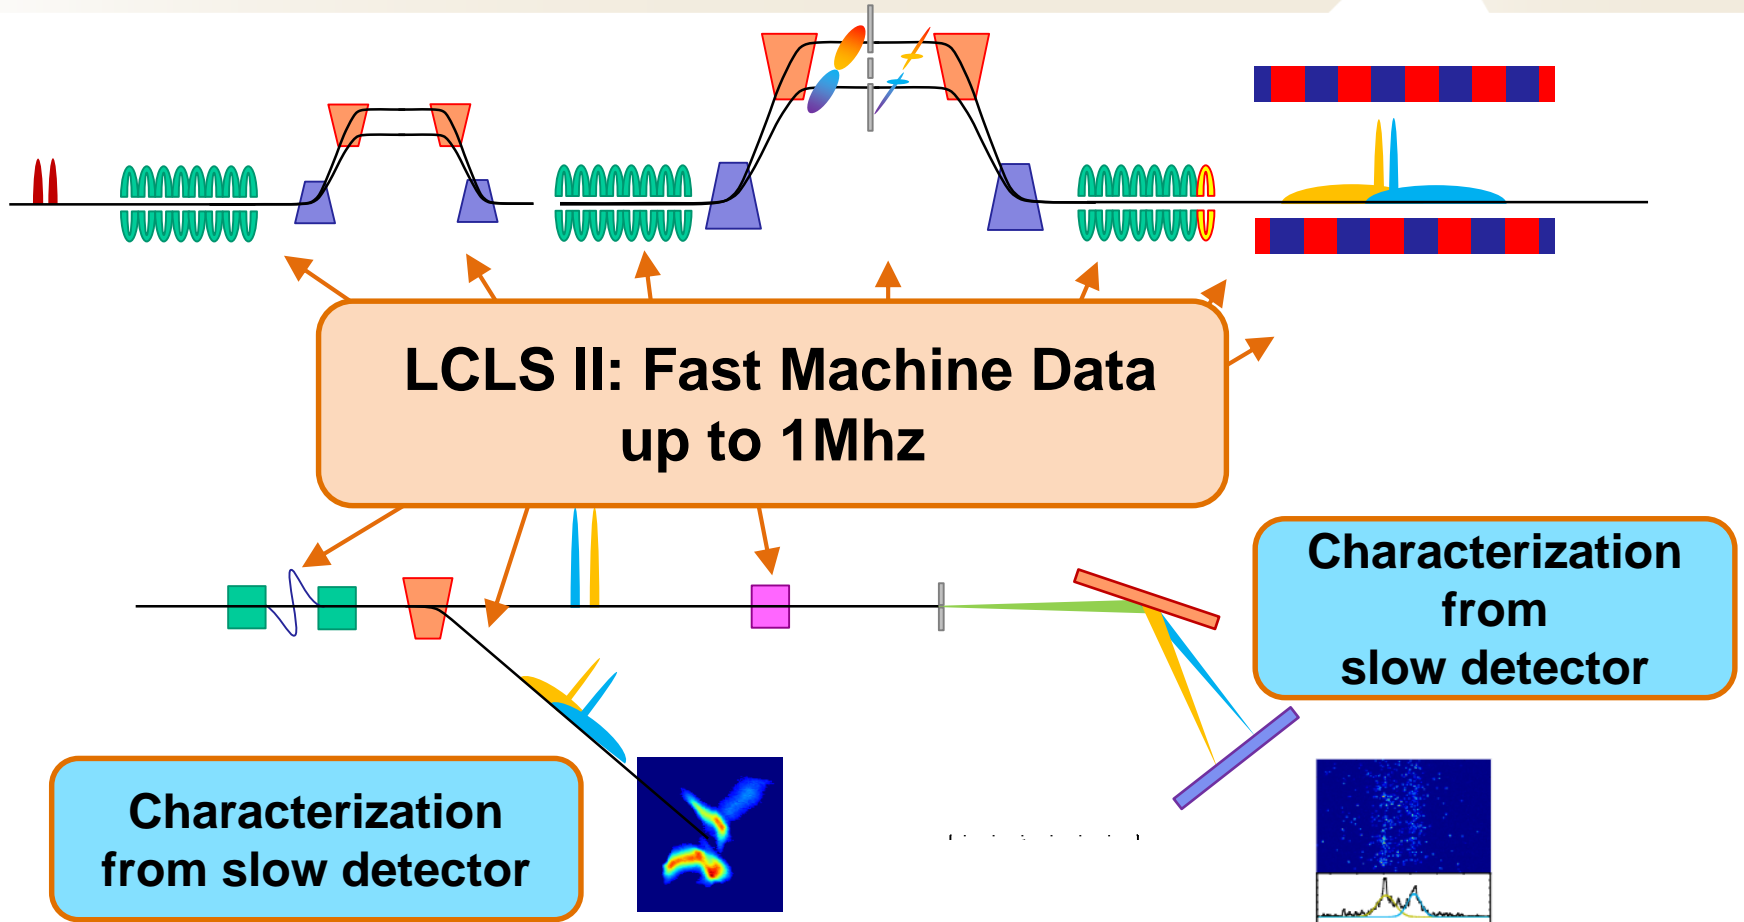 LCLS II: Fast Machine Data
up to 1Mhz
Characterization
from
slow detector
Characterization
from slow detector